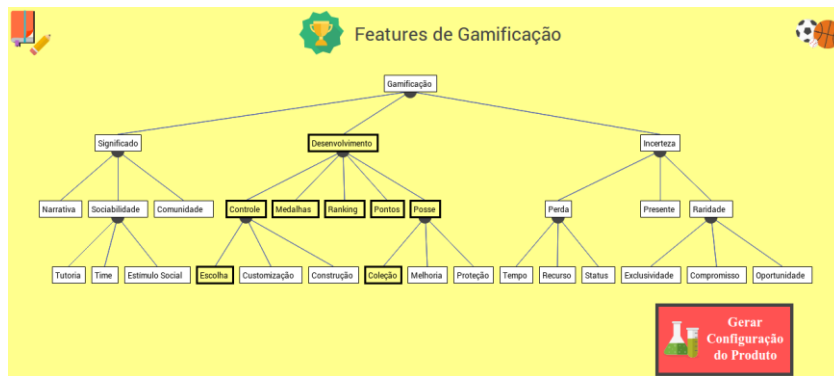 Features de Gamificação
Gamificação
Significado
Desenvolvimento
Incerteza
Narrativa
Sociabilidade
Comunidade
Controle
Medalhas
Ranking
Pontos
Posse
Perda
Presente
Raridade
Tutoria
Time
Estímulo Social
Escolha
Customização
Construção
Coleção
Melhoria
Proteção
Tempo
Recurso
Status
Exclusividade
Compromisso
Oportunidade
Gerar
Configuração
do Produto